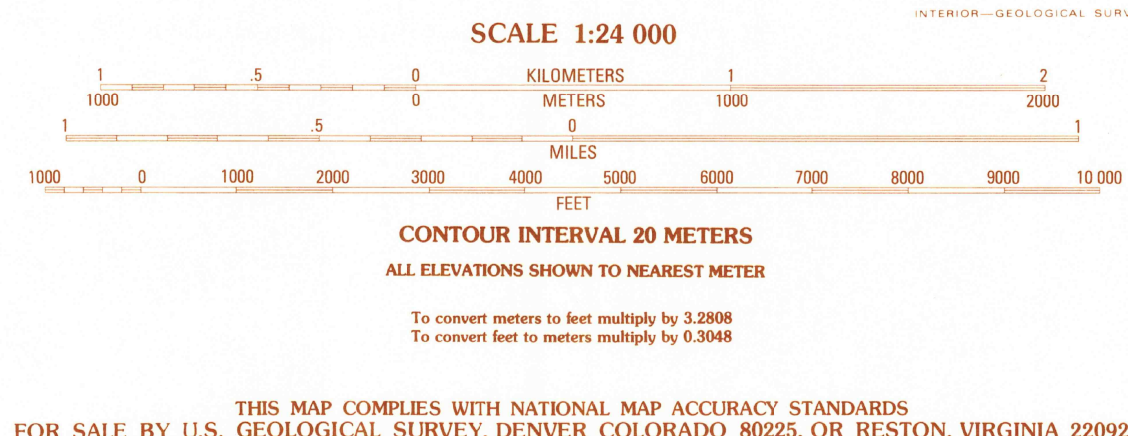 INTERIOR—GEOLOGICAL SURV
SCALE 1:24 000
1 .5 0 KILOMETERS 1 2
1000 0 METERS 1000 2000
1 .5 0 1
MILES
1000 0 1000 2000 3000 4000 5000 6000 7000 8000 9000 10 000
FEET
CONTOUR INTERVAL 20 METERS
ALL ELEVATIONS SHOWN TO NEAREST METER
To convert meters to feet multiply by 3.2808
To convert feet to meters multiply by 0.3048
THIS MAP COMPLIES WITH NATIONAL MAP ACCURACY STANDARDS
FOR SALE BY U.S. GEOLOGICAL SURVEY, DENVER COLORADO 80225, OR RESTON, VIRGINIA 22092